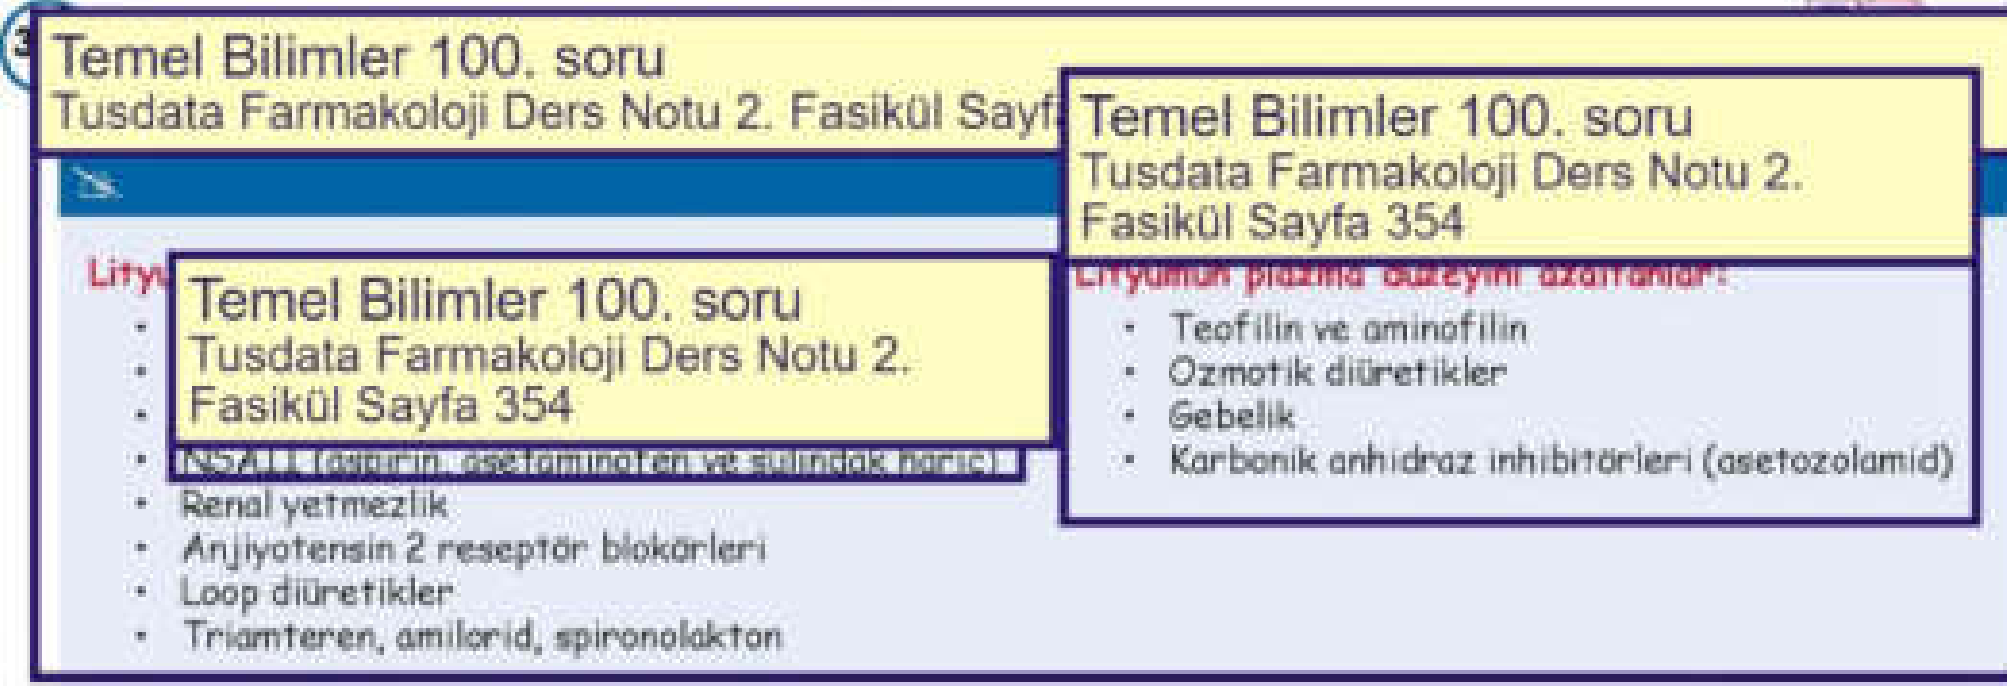 3
Temel Bilimler 100. soru
Tusdata Farmakoloji Ders Notu 2. Fasikül Sayf
Temel Bilimler 100. soru
Tusdata Farmakoloji Ders Notu 2.
Fasikül Sayfa 354
Lityu
Temel Bilimler 100. soru
Tusdata Farmakoloji Ders Notu 2.
Fasikül Sayfa 354
• NSAİİ (aspirin, asetaminofen ve sulindak hariç)
• Renal yetmezlik
• Anjiyotensin 2 reseptör blokörleri
• Loop diüretikler
• Triamteren, amilorid, spironolakton
Lityumun plazma düzeyini azaltanlar:
• Teofilin ve aminofilin
• Ozmotik diüretikler
• Gebelik
• Karbonik anhidraz inhibitörleri (asetozolamid)